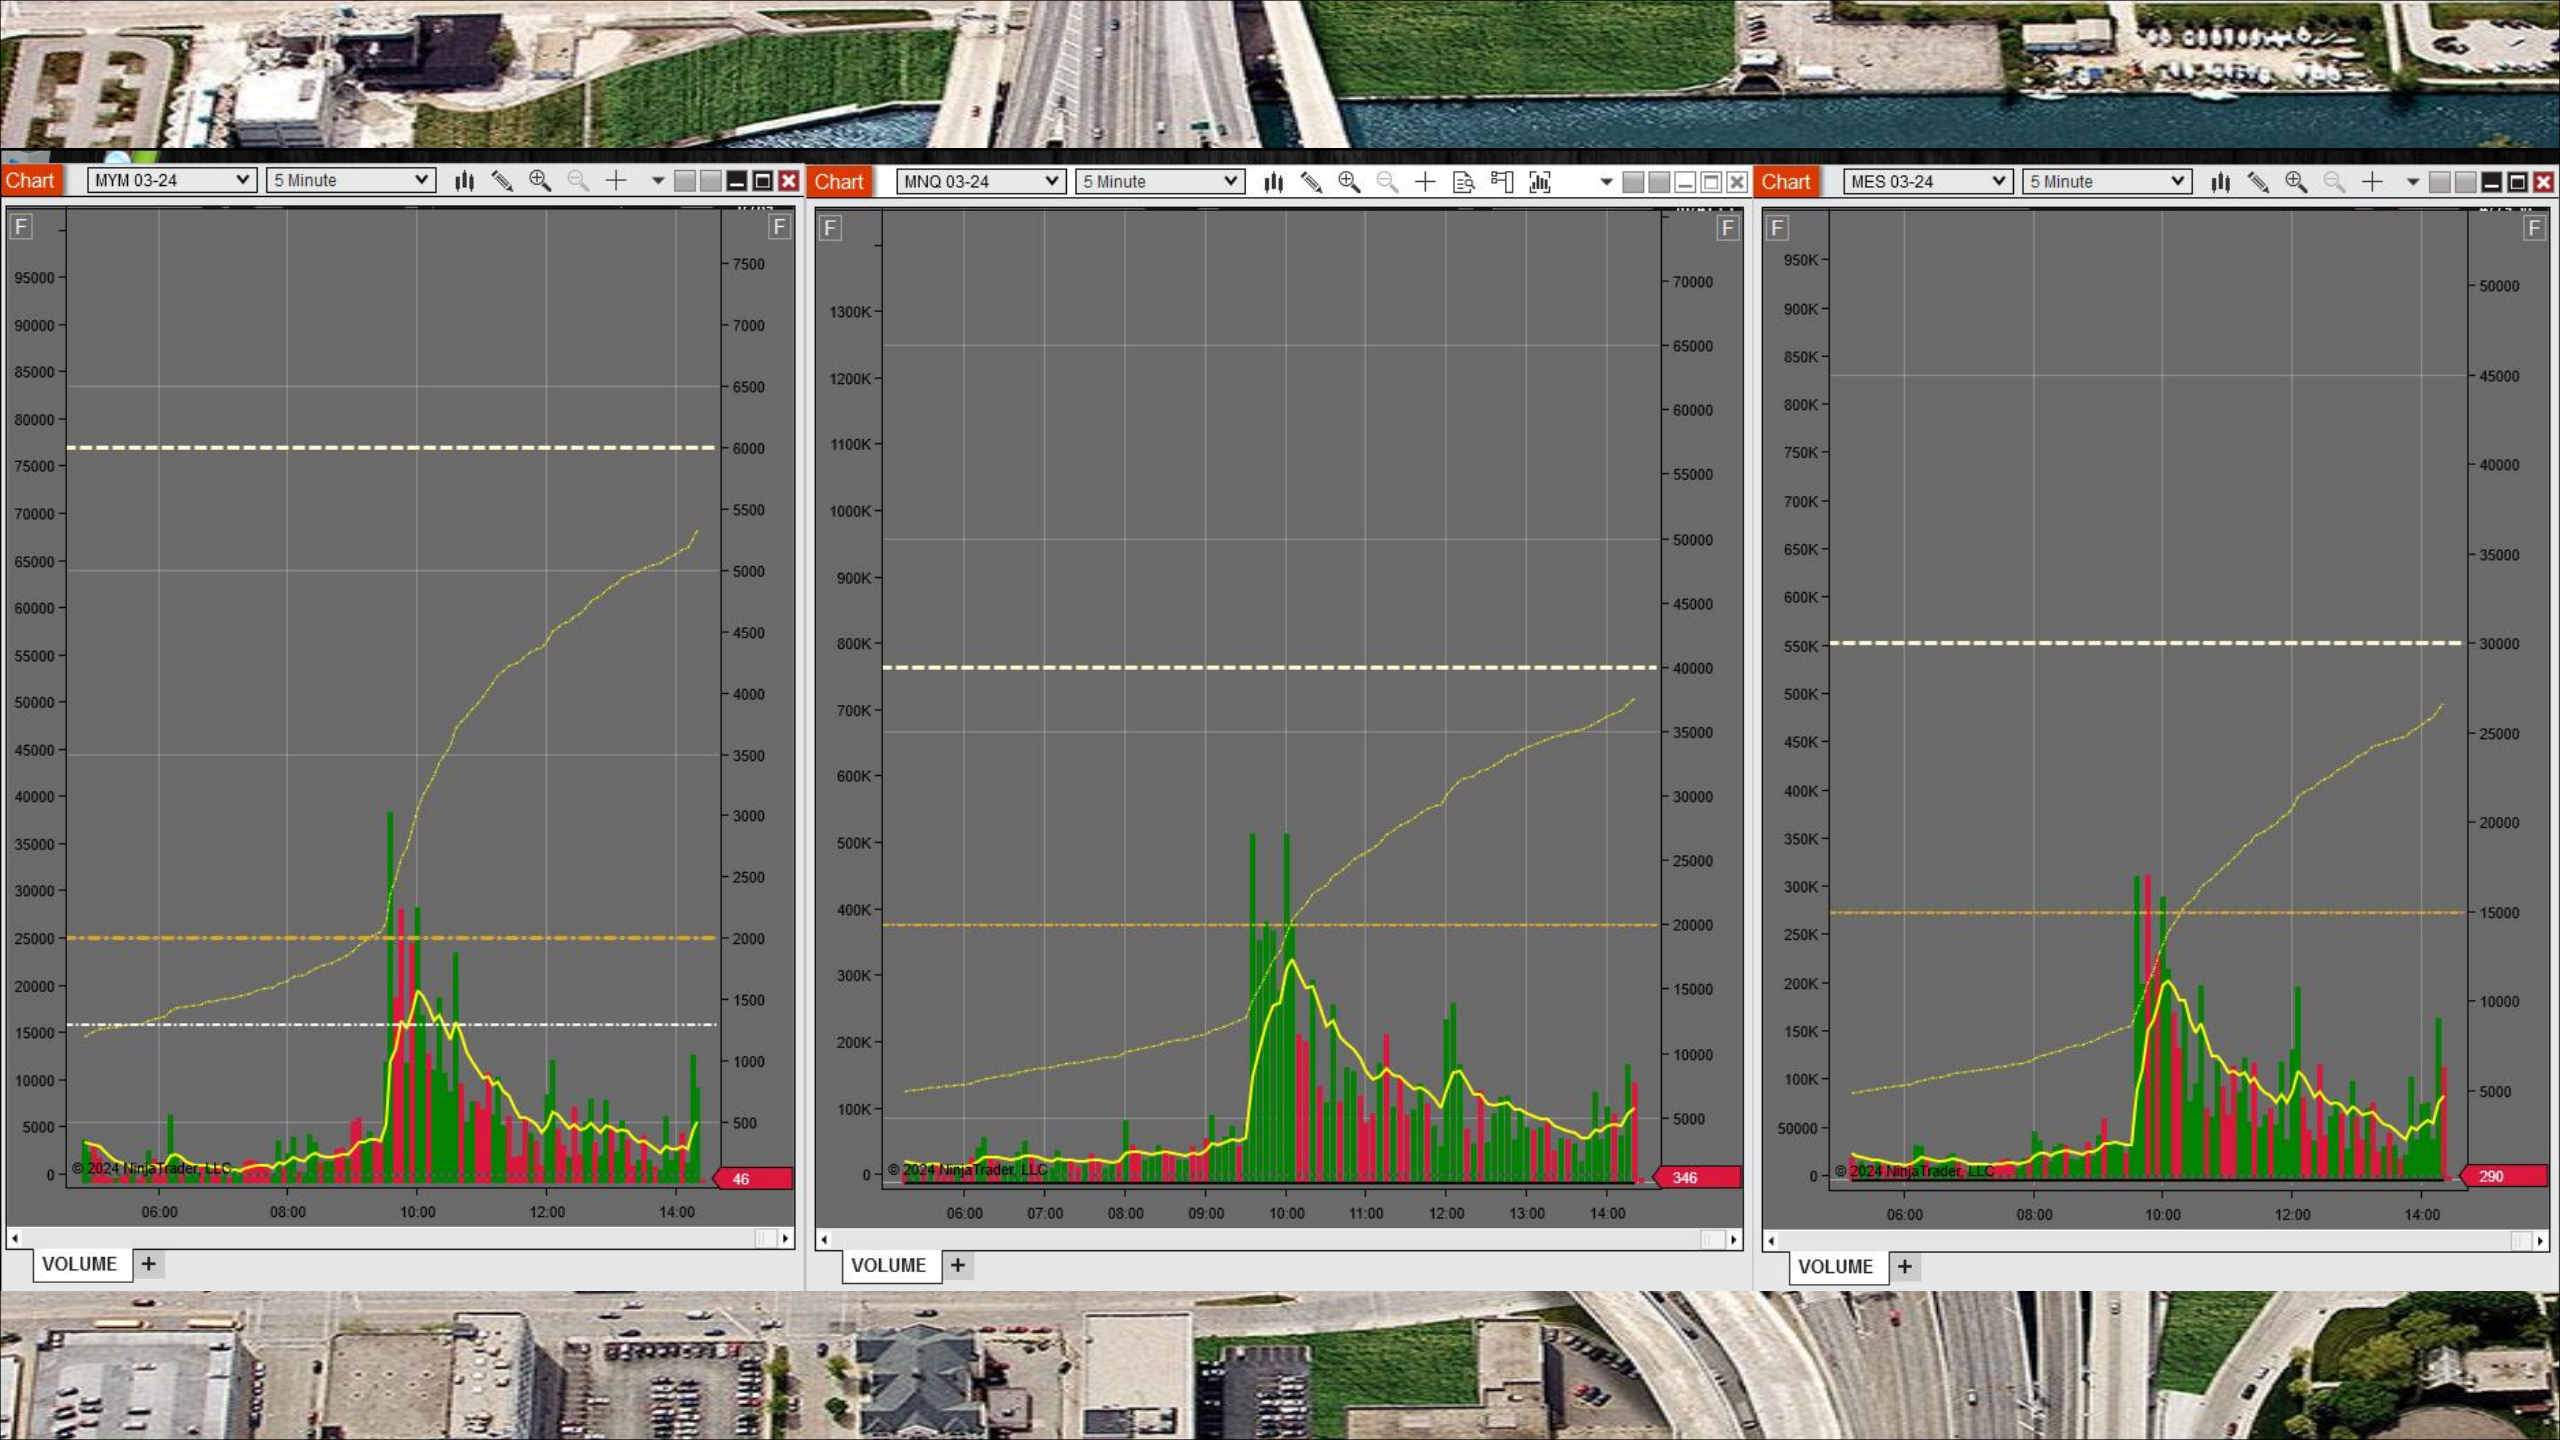 Chart MYM 03-24 5 Minute
F F
95000
90000
85000
80000
75000
70000
65000
60000
55000
50000
45000
40000
35000
30000
25000
20000
15000
10000
5000
0
7500
7000
6500
6000
5500
5000
4500
4000
3500
3000
2500
2000
1500
1000
500
46
© 2024 NinjaTrader, LLC
06:00 08:00 10:00 12:00 14:00
VOLUME +
Chart MNQ 03-24 5 Minute
F F
1300K
1200K
1100K
1000K
900K
800K
700K
600K
500K
400K
300K
200K
100K
0
70000
65000
60000
55000
50000
45000
40000
35000
30000
25000
20000
15000
10000
5000
346
© 2024 NinjaTrader, LLC
06:00 07:00 08:00 09:00 10:00 11:00 12:00 13:00 14:00
VOLUME +
Chart MES 03-24 5 Minute
F F
950K
900K
850K
800K
750K
700K
650K
600K
550K
500K
450K
400K
350K
300K
250K
200K
150K
100K
50000
0
50000
45000
40000
35000
30000
25000
20000
15000
10000
5000
290
© 2024 NinjaTrader, LLC
06:00 08:00 10:00 12:00 14:00
VOLUME +